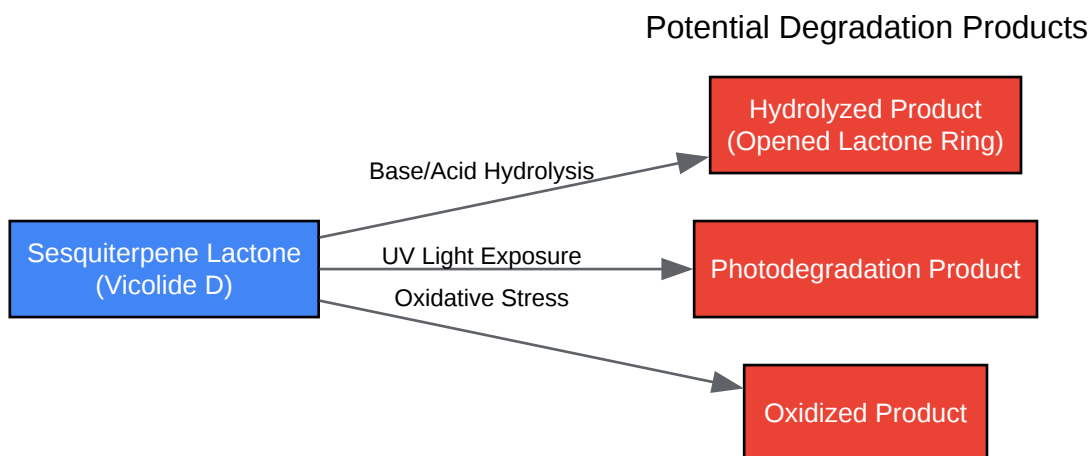 Potential Degradation Products
Hydrolyzed Product
(Opened Lactone Ring)
Base/Acid Hydrolysis
Sesquiterpene Lactone
(Vicolide D)
UV Light Exposure
Photodegradation Product
Oxidative Stress
Oxidized Product